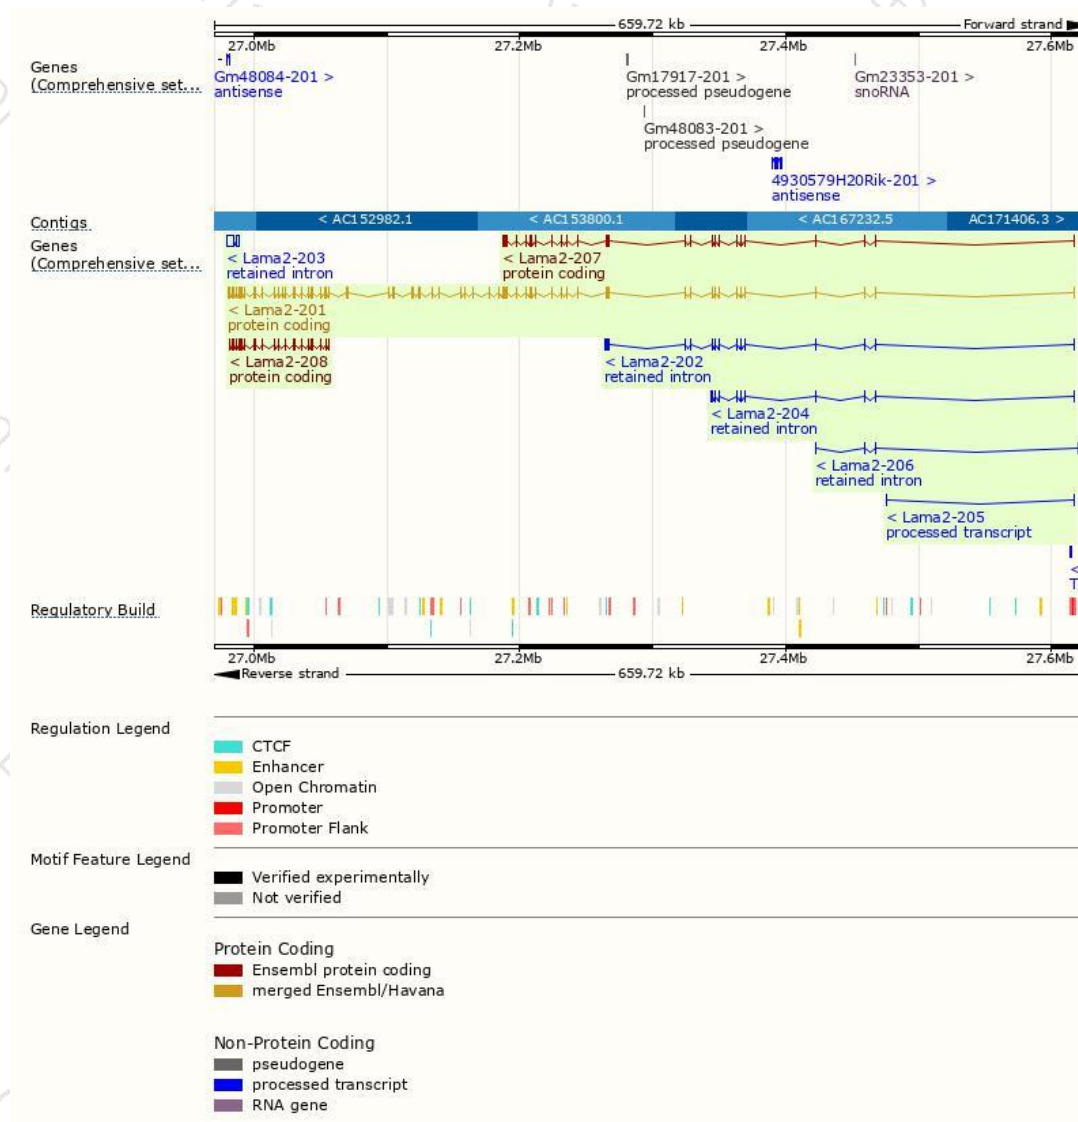 659.72 kb
Forward strand
27.0Mb
27.2Mb
27.4Mb
27.6Mb
Genes
(Comprehensive set...
Gm48084-201 >
antisense
Gm17917-201 >
processed pseudogene
Gm23353-201 >
snoRNA
Gm48083-201 >
processed pseudogene
4930579H20Rik-201 >
antisense
Contigs
< AC152982.1
< AC153800.1
< AC167232.5
AC171406.3 >
Genes
(Comprehensive set...
< Lama2-203
retained intron
< Lama2-207
protein coding
< Lama2-201
protein coding
< Lama2-208
protein coding
< Lama2-202
retained intron
< Lama2-204
retained intron
< Lama2-206
retained intron
< Lama2-205
processed transcript
<
T
Regulatory Build
27.0Mb
27.2Mb
27.4Mb
27.6Mb
Reverse strand
659.72 kb
Regulation Legend
CTCF
Enhancer
Open Chromatin
Promoter
Promoter Flank
Motif Feature Legend
Verified experimentally
Not verified
Gene Legend
Protein Coding
Ensembl protein coding
merged Ensembl/Havana
Non-Protein Coding
pseudogene
processed transcript
RNA gene